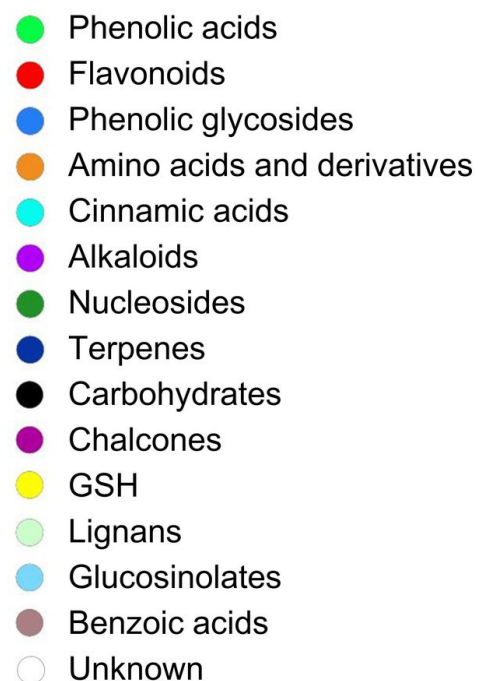 Phenolic acids
Flavonoids
Phenolic glycosides
Amino acids and derivatives
Cinnamic acids
Alkaloids
Nucleosides
Terpenes
Carbohydrates
Chalcones
GSH
Lignans
Glucosinolates
Benzoic acids
Unknown